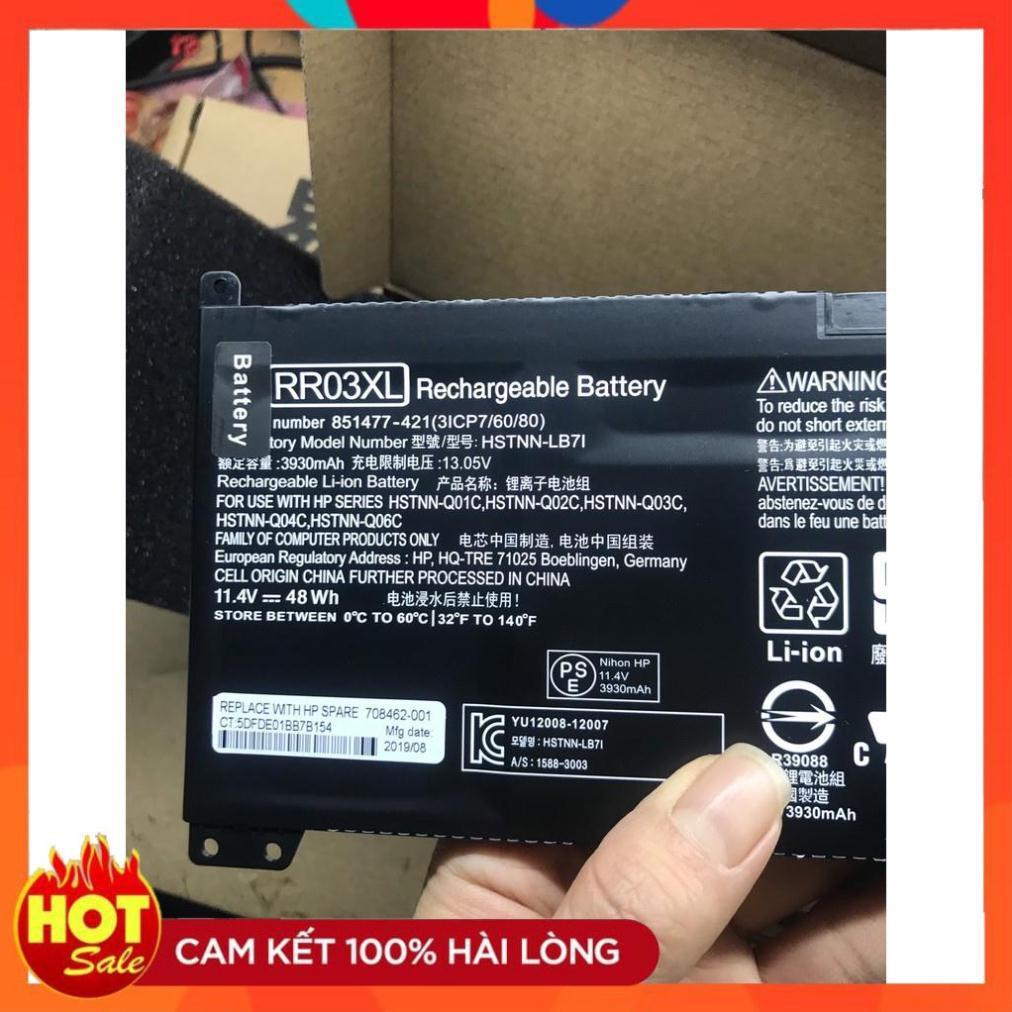 Battery
RR03XL Rechargeable Battery
number 851477-421(3ICP7/60/80)
tory Model Number 型號/型号: HSTNN-LB7I
额定容量:3930mAh 充电限制电压:13.05V
Rechargeable Li-ion Battery 产品名称: 锂离子电池组
FOR USE WITH HP SERIES HSTNN-Q01C,HSTNN-Q02C,HSTNN-Q03C,
HSTNN-Q04C,HSTNN-Q06C
FAMILY OF COMPUTER PRODUCTS ONLY 电芯中国制造, 电池中国组装
European Regulatory Address : HP, HQ-TRE 71025 Boeblingen, Germany
CELL ORIGIN CHINA FURTHER PROCESSED IN CHINA
11.4V 48 Wh 电池浸水后禁止使用!
STORE BETWEEN 0°C TO 60°C | 32°F TO 140°F
WARNING
To reduce the risk
do not short extern
警告:为避免引起火灾或
警告:爲避免引起火災或
AVERTISSEMENT!
abstenez-vous de d
dans le feu une batt
Li-ion
廢
PSE
Nihon HP
11.4V
3930mAh
REPLACE WITH HP SPARE 708462-001
CT:5DFDE01BB7B154
Mfg date:
2019/08
YU12008-12007
모델명 : HSTNN-LB7I
A/S : 1588-3003
R39088
鋰電池組
國製造
3930mAh
HOT
Sale
CAM KẾT 100% HÀI LÒNG